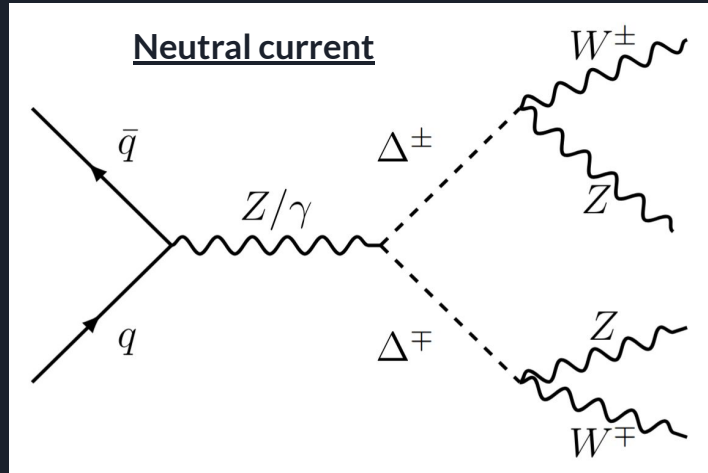 Neutral current
W±
q̄
Δ±
Z/γ
Z
Z
q
Δ∓
W∓